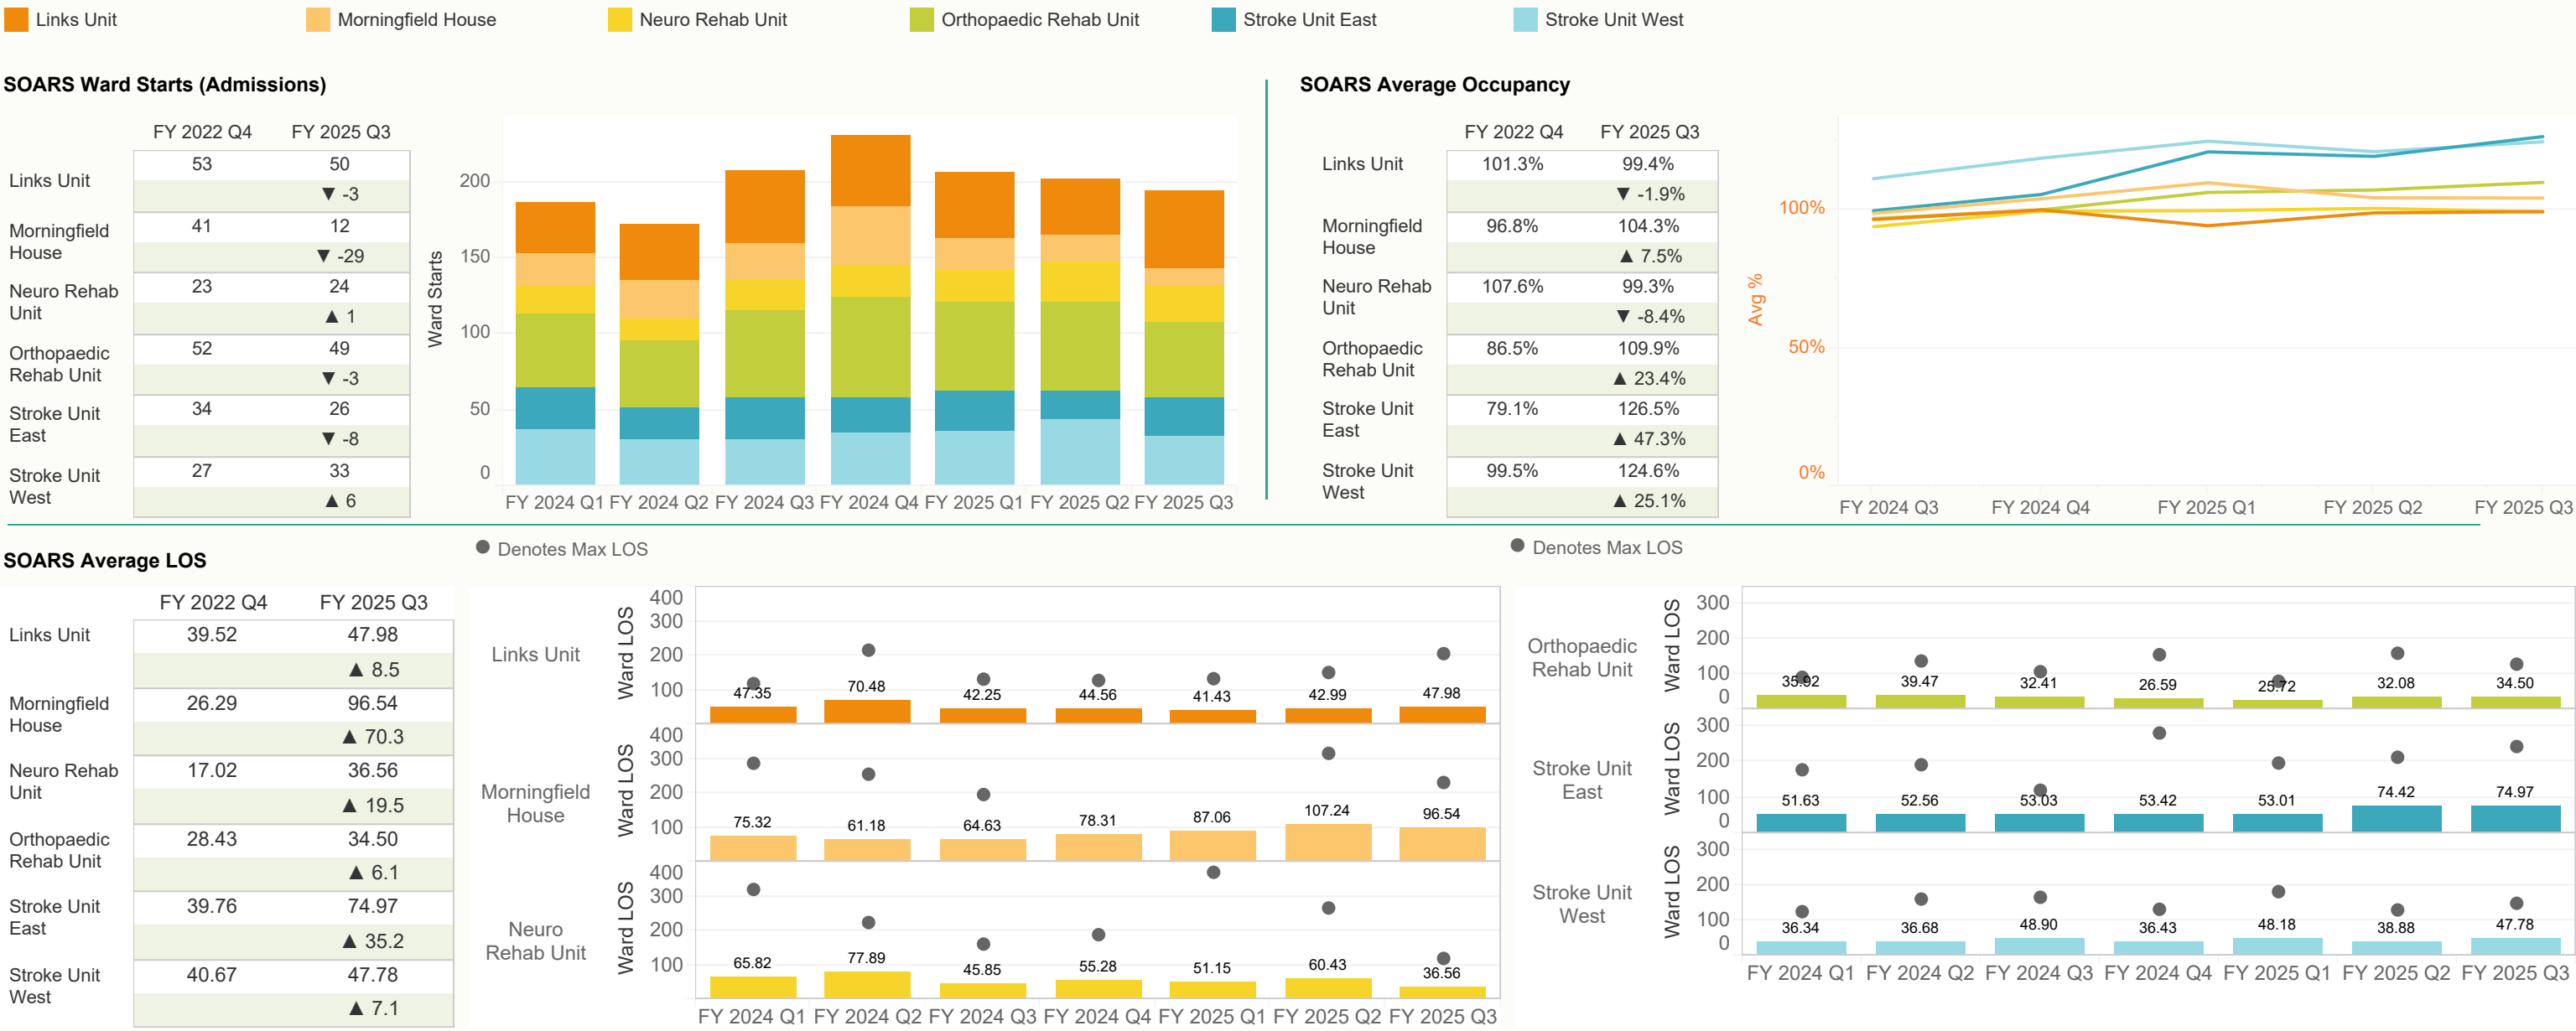 Links Unit
Morningfield House
Neuro Rehab Unit
Orthopaedic Rehab Unit
Stroke Unit East
Stroke Unit West
SOARS Ward Starts (Admissions)
FY 2022 Q4 FY 2025 Q3
Links Unit 53 50
▼ -3
Morningfield House 41 12
▼ -29
Neuro Rehab Unit 23 24
▲ 1
Orthopaedic Rehab Unit 52 49
▼ -3
Stroke Unit East 34 26
▼ -8
Stroke Unit West 27 33
▲ 6
Ward Starts
200
150
100
50
0
FY 2024 Q1 FY 2024 Q2 FY 2024 Q3 FY 2024 Q4 FY 2025 Q1 FY 2025 Q2 FY 2025 Q3
SOARS Average Occupancy
FY 2022 Q4 FY 2025 Q3
Links Unit 101.3% 99.4%
▼ -1.9%
Morningfield House 96.8% 104.3%
▲ 7.5%
Neuro Rehab Unit 107.6% 99.3%
▼ -8.4%
Orthopaedic Rehab Unit 86.5% 109.9%
▲ 23.4%
Stroke Unit East 79.1% 126.5%
▲ 47.3%
Stroke Unit West 99.5% 124.6%
▲ 25.1%
Avg %
100%
50%
0%
FY 2024 Q3 FY 2024 Q4 FY 2025 Q1 FY 2025 Q2 FY 2025 Q3
SOARS Average LOS
FY 2022 Q4 FY 2025 Q3
Links Unit 39.52 47.98
▲ 8.5
Morningfield House 26.29 96.54
▲ 70.3
Neuro Rehab Unit 17.02 36.56
▲ 19.5
Orthopaedic Rehab Unit 28.43 34.50
▲ 6.1
Stroke Unit East 39.76 74.97
▲ 35.2
Stroke Unit West 40.67 47.78
▲ 7.1
Denotes Max LOS
Links Unit
Ward LOS
400
300
200
100
47.35 70.48 42.25 44.56 41.43 42.99 47.98
Morningfield House
Ward LOS
400
300
200
100
75.32 61.18 64.63 78.31 87.06 107.24 96.54
Neuro Rehab Unit
Ward LOS
400
300
200
100
65.82 77.89 45.85 55.28 51.15 60.43 36.56
FY 2024 Q1 FY 2024 Q2 FY 2024 Q3 FY 2024 Q4 FY 2025 Q1 FY 2025 Q2 FY 2025 Q3
Denotes Max LOS
Orthopaedic Rehab Unit
Ward LOS
300
200
100
0
35.92 39.47 32.41 26.59 25.72 32.08 34.50
Stroke Unit East
Ward LOS
300
200
100
0
51.63 52.56 53.03 53.42 53.01 74.42 74.97
Stroke Unit West
Ward LOS
300
200
100
0
36.34 36.68 48.90 36.43 48.18 38.88 47.78
FY 2024 Q1 FY 2024 Q2 FY 2024 Q3 FY 2024 Q4 FY 2025 Q1 FY 2025 Q2 FY 2025 Q3